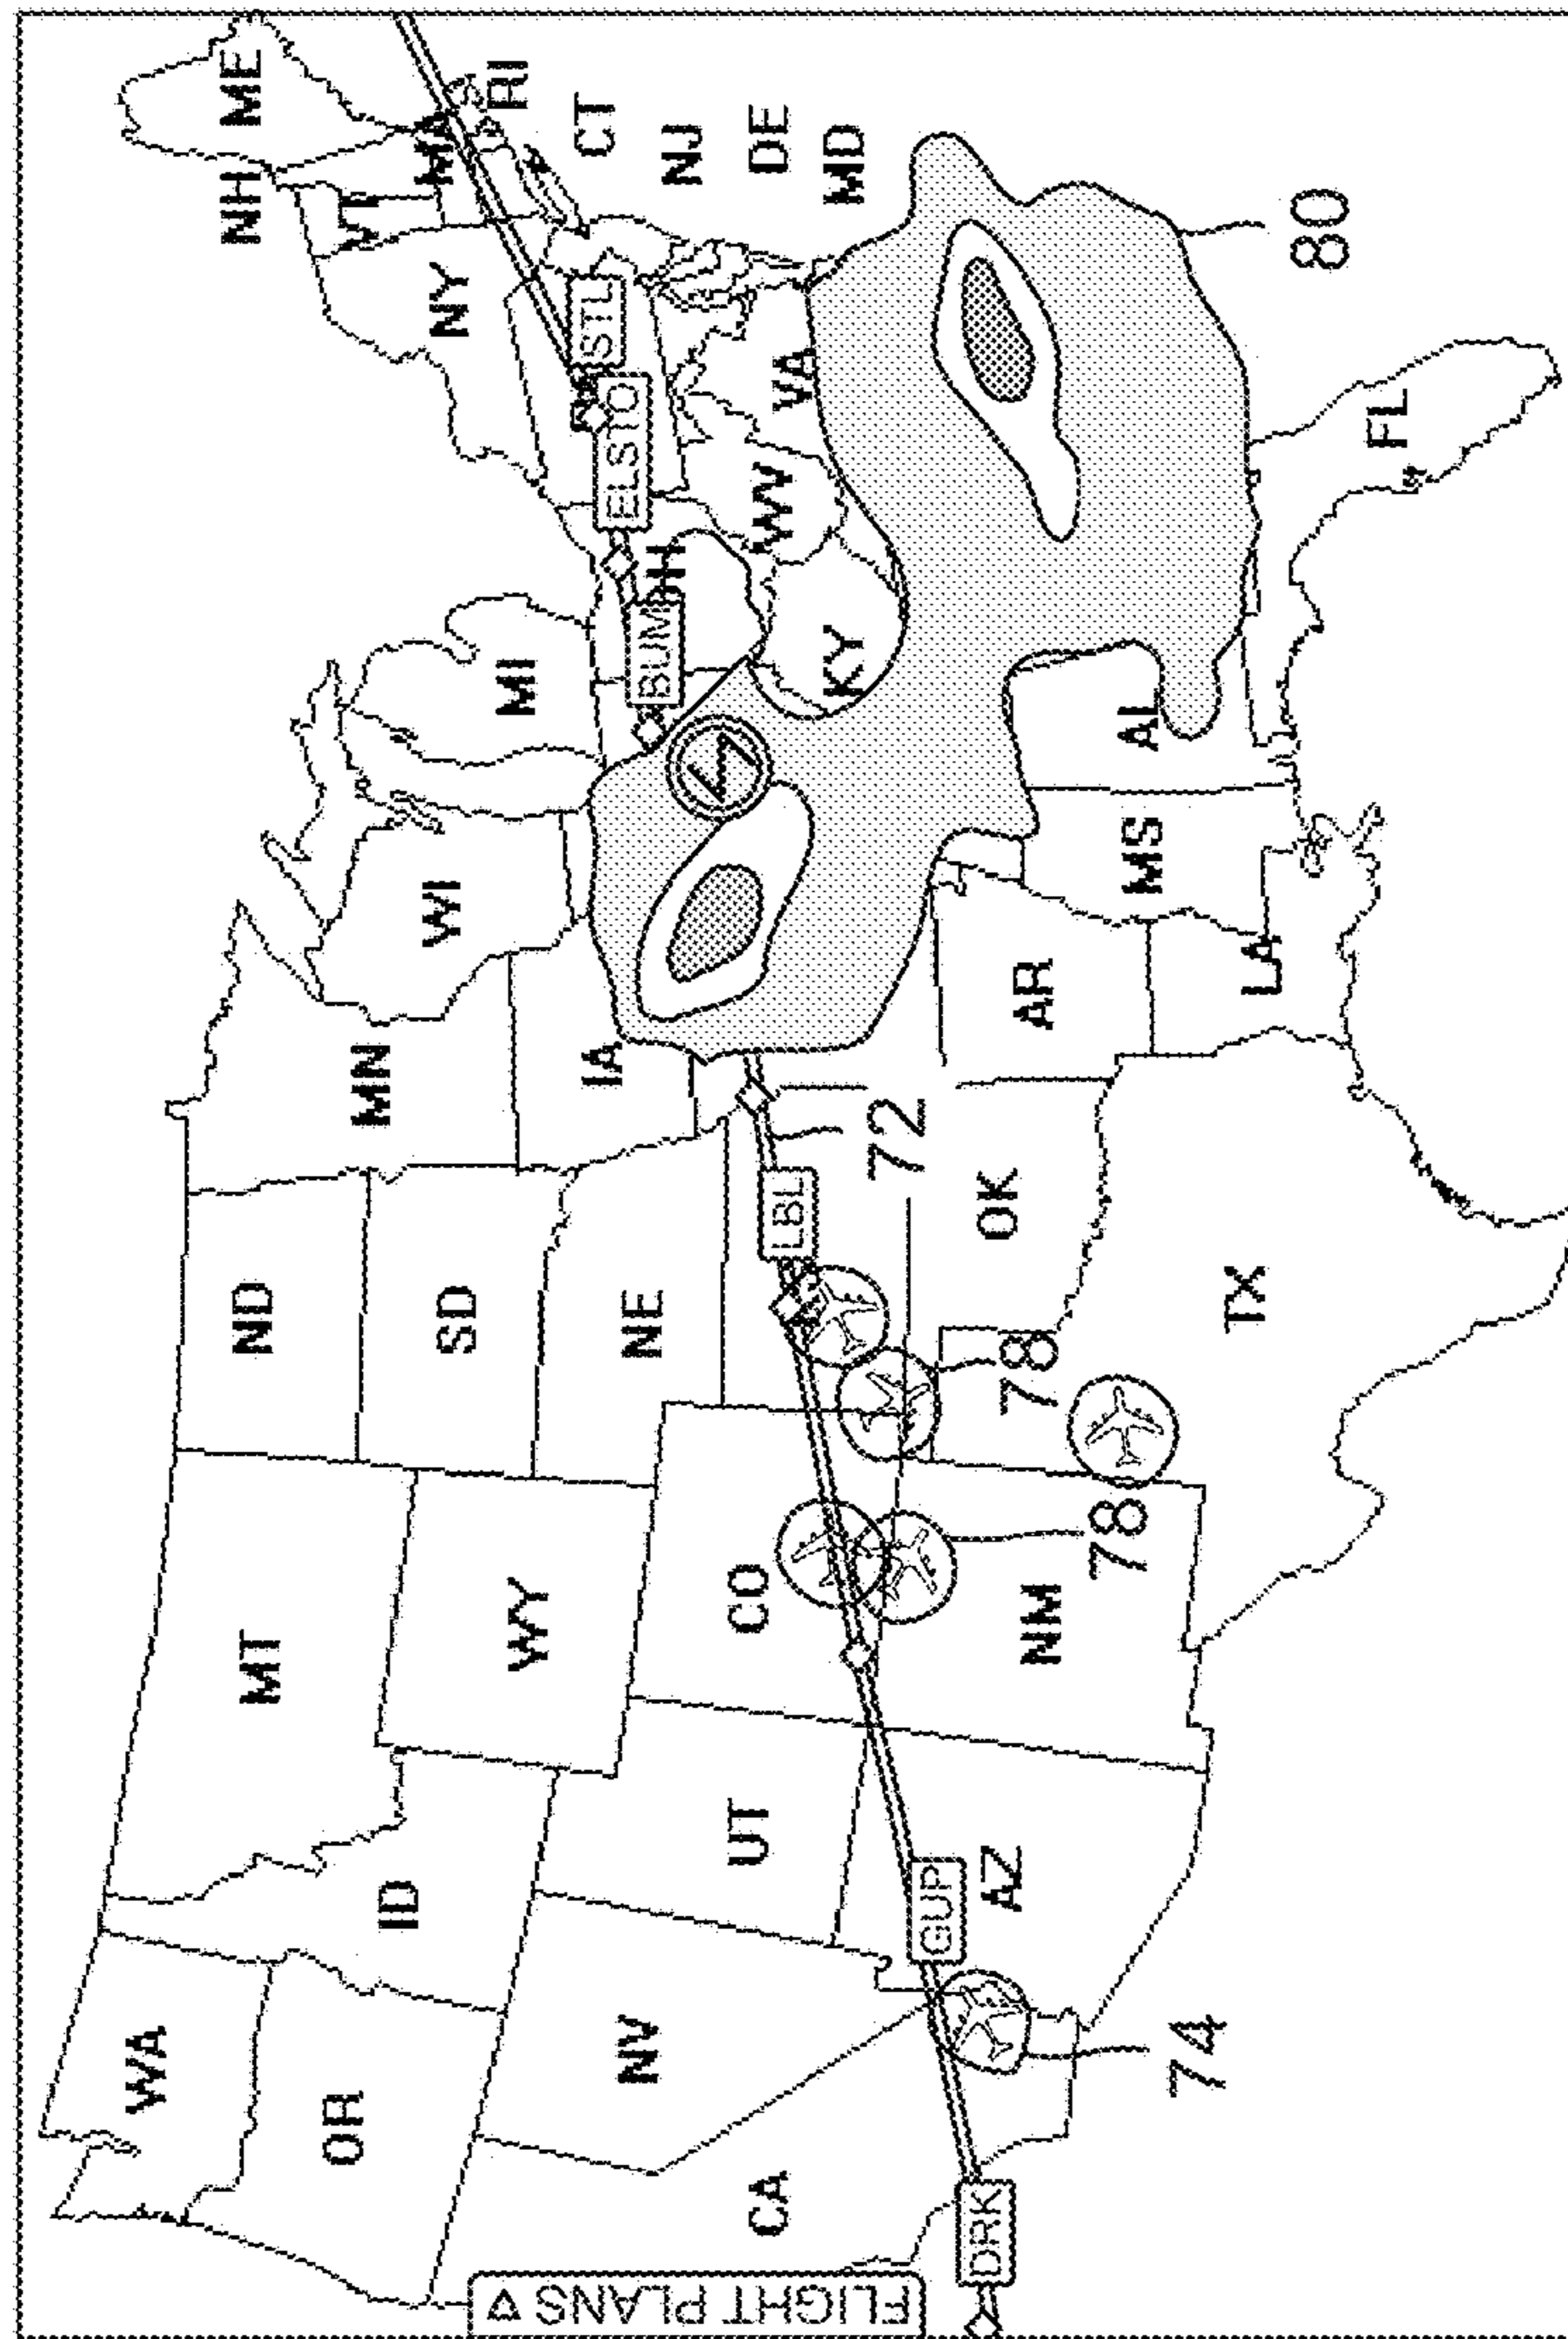 FLIGHT PLANS
WA
OR
CA
ID
NV
MT
UT
AZ
WY
CO
NM
ND
SD
NE
OK
TX
MN
IA
AR
LA
WI
MS
MI
AL
KY
WV
VA
FL
NY
VT
NH
ME
MA
RI
CT
NJ
DE
MD
DRK
GUP
LBL
BUM
ELSTO
STL
72
74
78
78
80